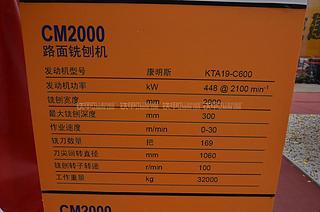 CM2000
路面铣刨机
发动机型号 康明斯 KTA19-C600
发动机功率 kW 448 @ 2100 min⁻¹
铣刨宽度 mm 2000
最大铣刨深度 mm 300
作业速度 m/min 0-30
铣刀数量 把 169
刀尖回转直径 mm 1060
铣刨转子转速 r/min 100
工作重量 kg 32000
CM2000